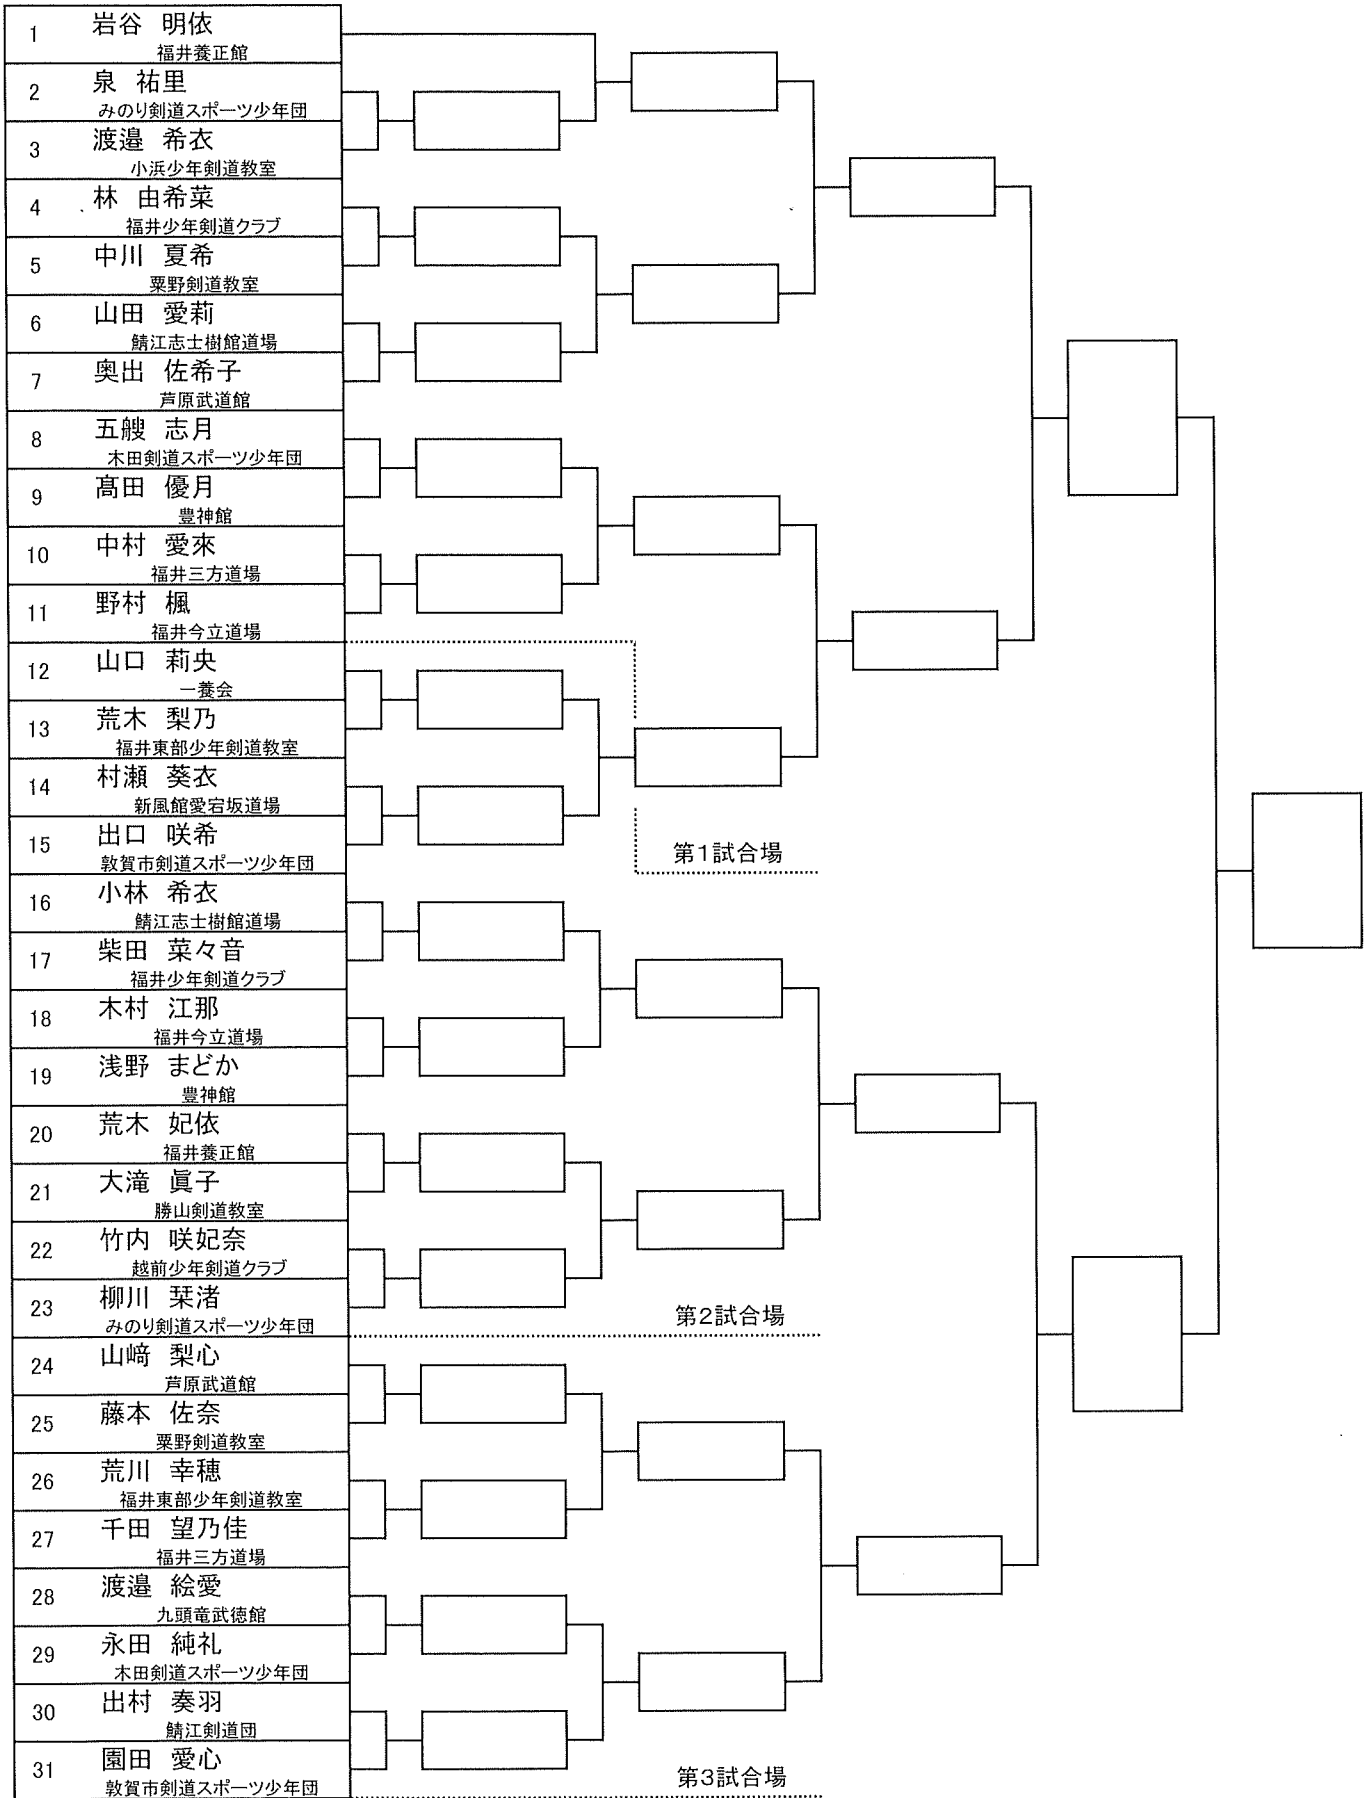 1 岩谷 明依
福井養正館
2 泉 祐里
みのり剣道スポーツ少年団
3 渡邉 希衣
小浜少年剣道教室
4 林 由希菜
福井少年剣道クラブ
5 中川 夏希
粟野剣道教室
6 山田 愛莉
鯖江志士樹館道場
7 奥出 佐希子
芦原武道館
8 五艘 志月
木田剣道スポーツ少年団
9 髙田 優月
豊神館
10 中村 愛來
福井三方道場
11 野村 楓
福井今立道場
12 山口 莉央
一養会
13 荒木 梨乃
福井東部少年剣道教室
14 村瀬 葵衣
新風館愛宕坂道場
15 出口 咲希
敦賀市剣道スポーツ少年団
第1試合場
16 小林 希衣
鯖江志士樹館道場
17 柴田 菜々音
福井少年剣道クラブ
18 木村 江那
福井今立道場
19 浅野 まどか
豊神館
20 荒木 妃依
福井養正館
21 大滝 眞子
勝山剣道教室
22 竹内 咲妃奈
越前少年剣道クラブ
23 柳川 栞渚
みのり剣道スポーツ少年団
第2試合場
24 山﨑 梨心
芦原武道館
25 藤本 佐奈
粟野剣道教室
26 荒川 幸穂
福井東部少年剣道教室
27 千田 望乃佳
福井三方道場
28 渡邉 絵愛
九頭竜武徳館
29 永田 純礼
木田剣道スポーツ少年団
30 出村 奏羽
鯖江剣道団
31 園田 愛心
敦賀市剣道スポーツ少年団
第3試合場